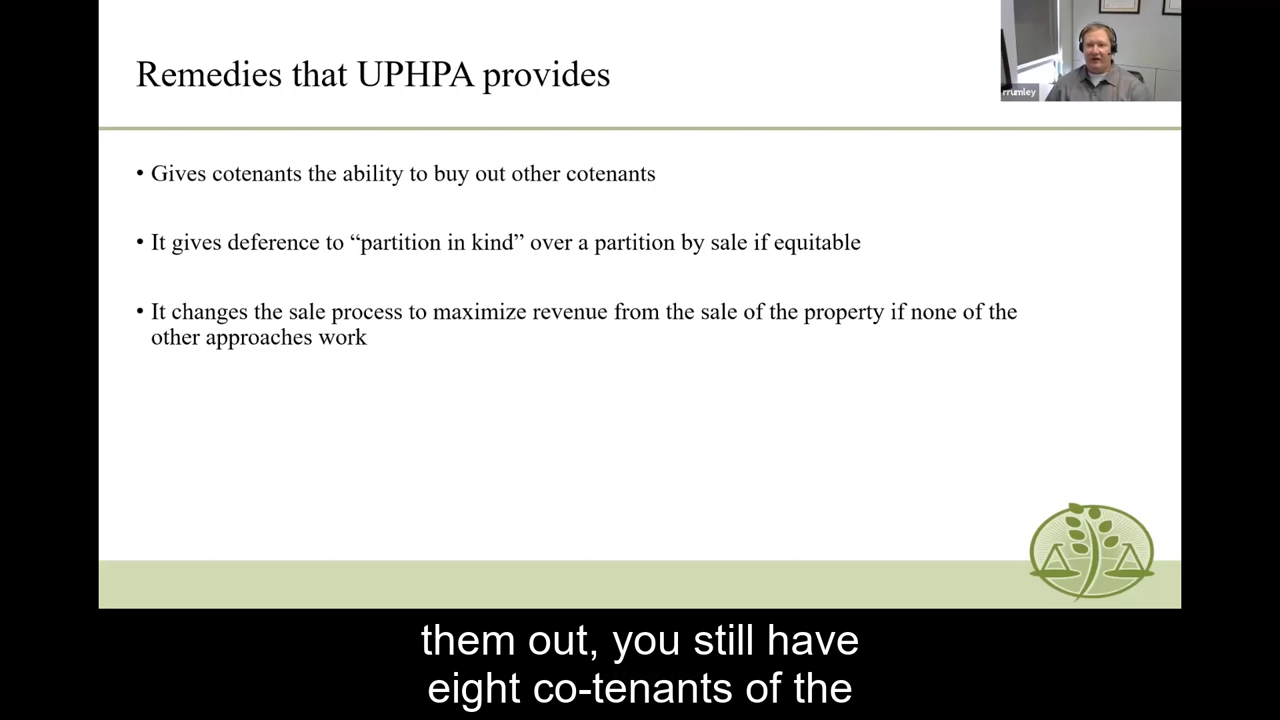 Remedies that UPHPA provides
rrumley
• Gives cotenants the ability to buy out other cotenants
• It gives deference to “partition in kind” over a partition by sale if equitable
• It changes the sale process to maximize revenue from the sale of the property if none of the
other approaches work
them out, you still have
eight co-tenants of the